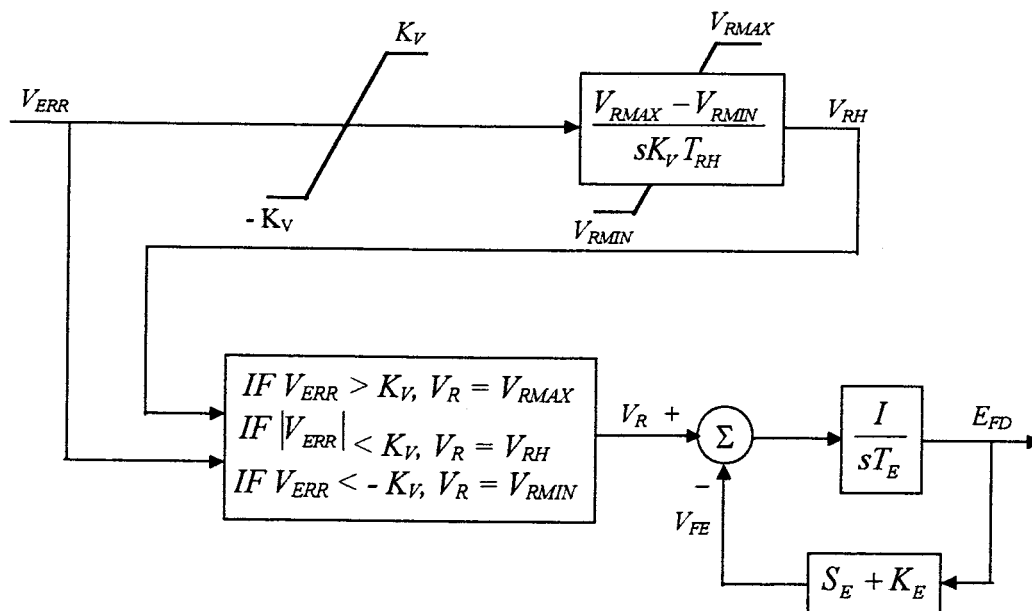 V_RMAX
K_V
V_ERR
V_RMAX – V_RMIN
sK_V T_RH
V_RH
- K_V
V_RMIN
IF V_ERR > K_V, V_R = V_RMAX
IF |V_ERR| < K_V, V_R = V_RH
IF V_ERR < - K_V, V_R = V_RMIN
V_R +
Σ
I
sT_E
E_FD
–
V_FE
S_E + K_E